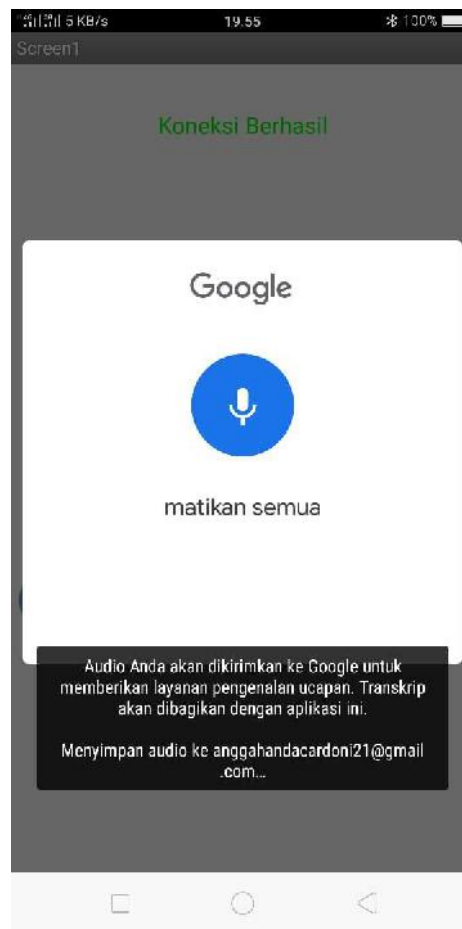 5 KB/s 19.55 100%
Screen1
Koneksi Berhasil
Google
matikan semua
Audio Anda akan dikirimkan ke Google untuk
memberikan layanan pengenalan ucapan. Transkrip
akan dibagikan dengan aplikasi ini.
Menyimpan audio ke anggahandacardoni21@gmail
.com...